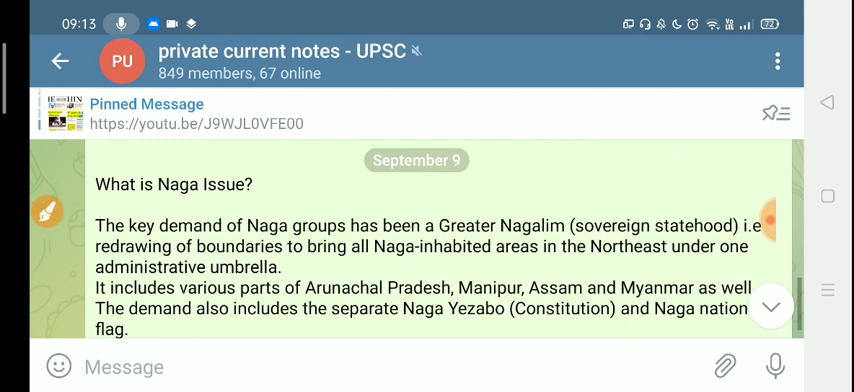 09:13
72
PU
private current notes - UPSC
849 members, 67 online
Pinned Message
https://youtu.be/J9WJL0VFE00
September 9
What is Naga Issue?
The key demand of Naga groups has been a Greater Nagalim (sovereign statehood) i.e
redrawing of boundaries to bring all Naga-inhabited areas in the Northeast under one
administrative umbrella.
It includes various parts of Arunachal Pradesh, Manipur, Assam and Myanmar as well
The demand also includes the separate Naga Yezabo (Constitution) and Naga nation
flag.
Message